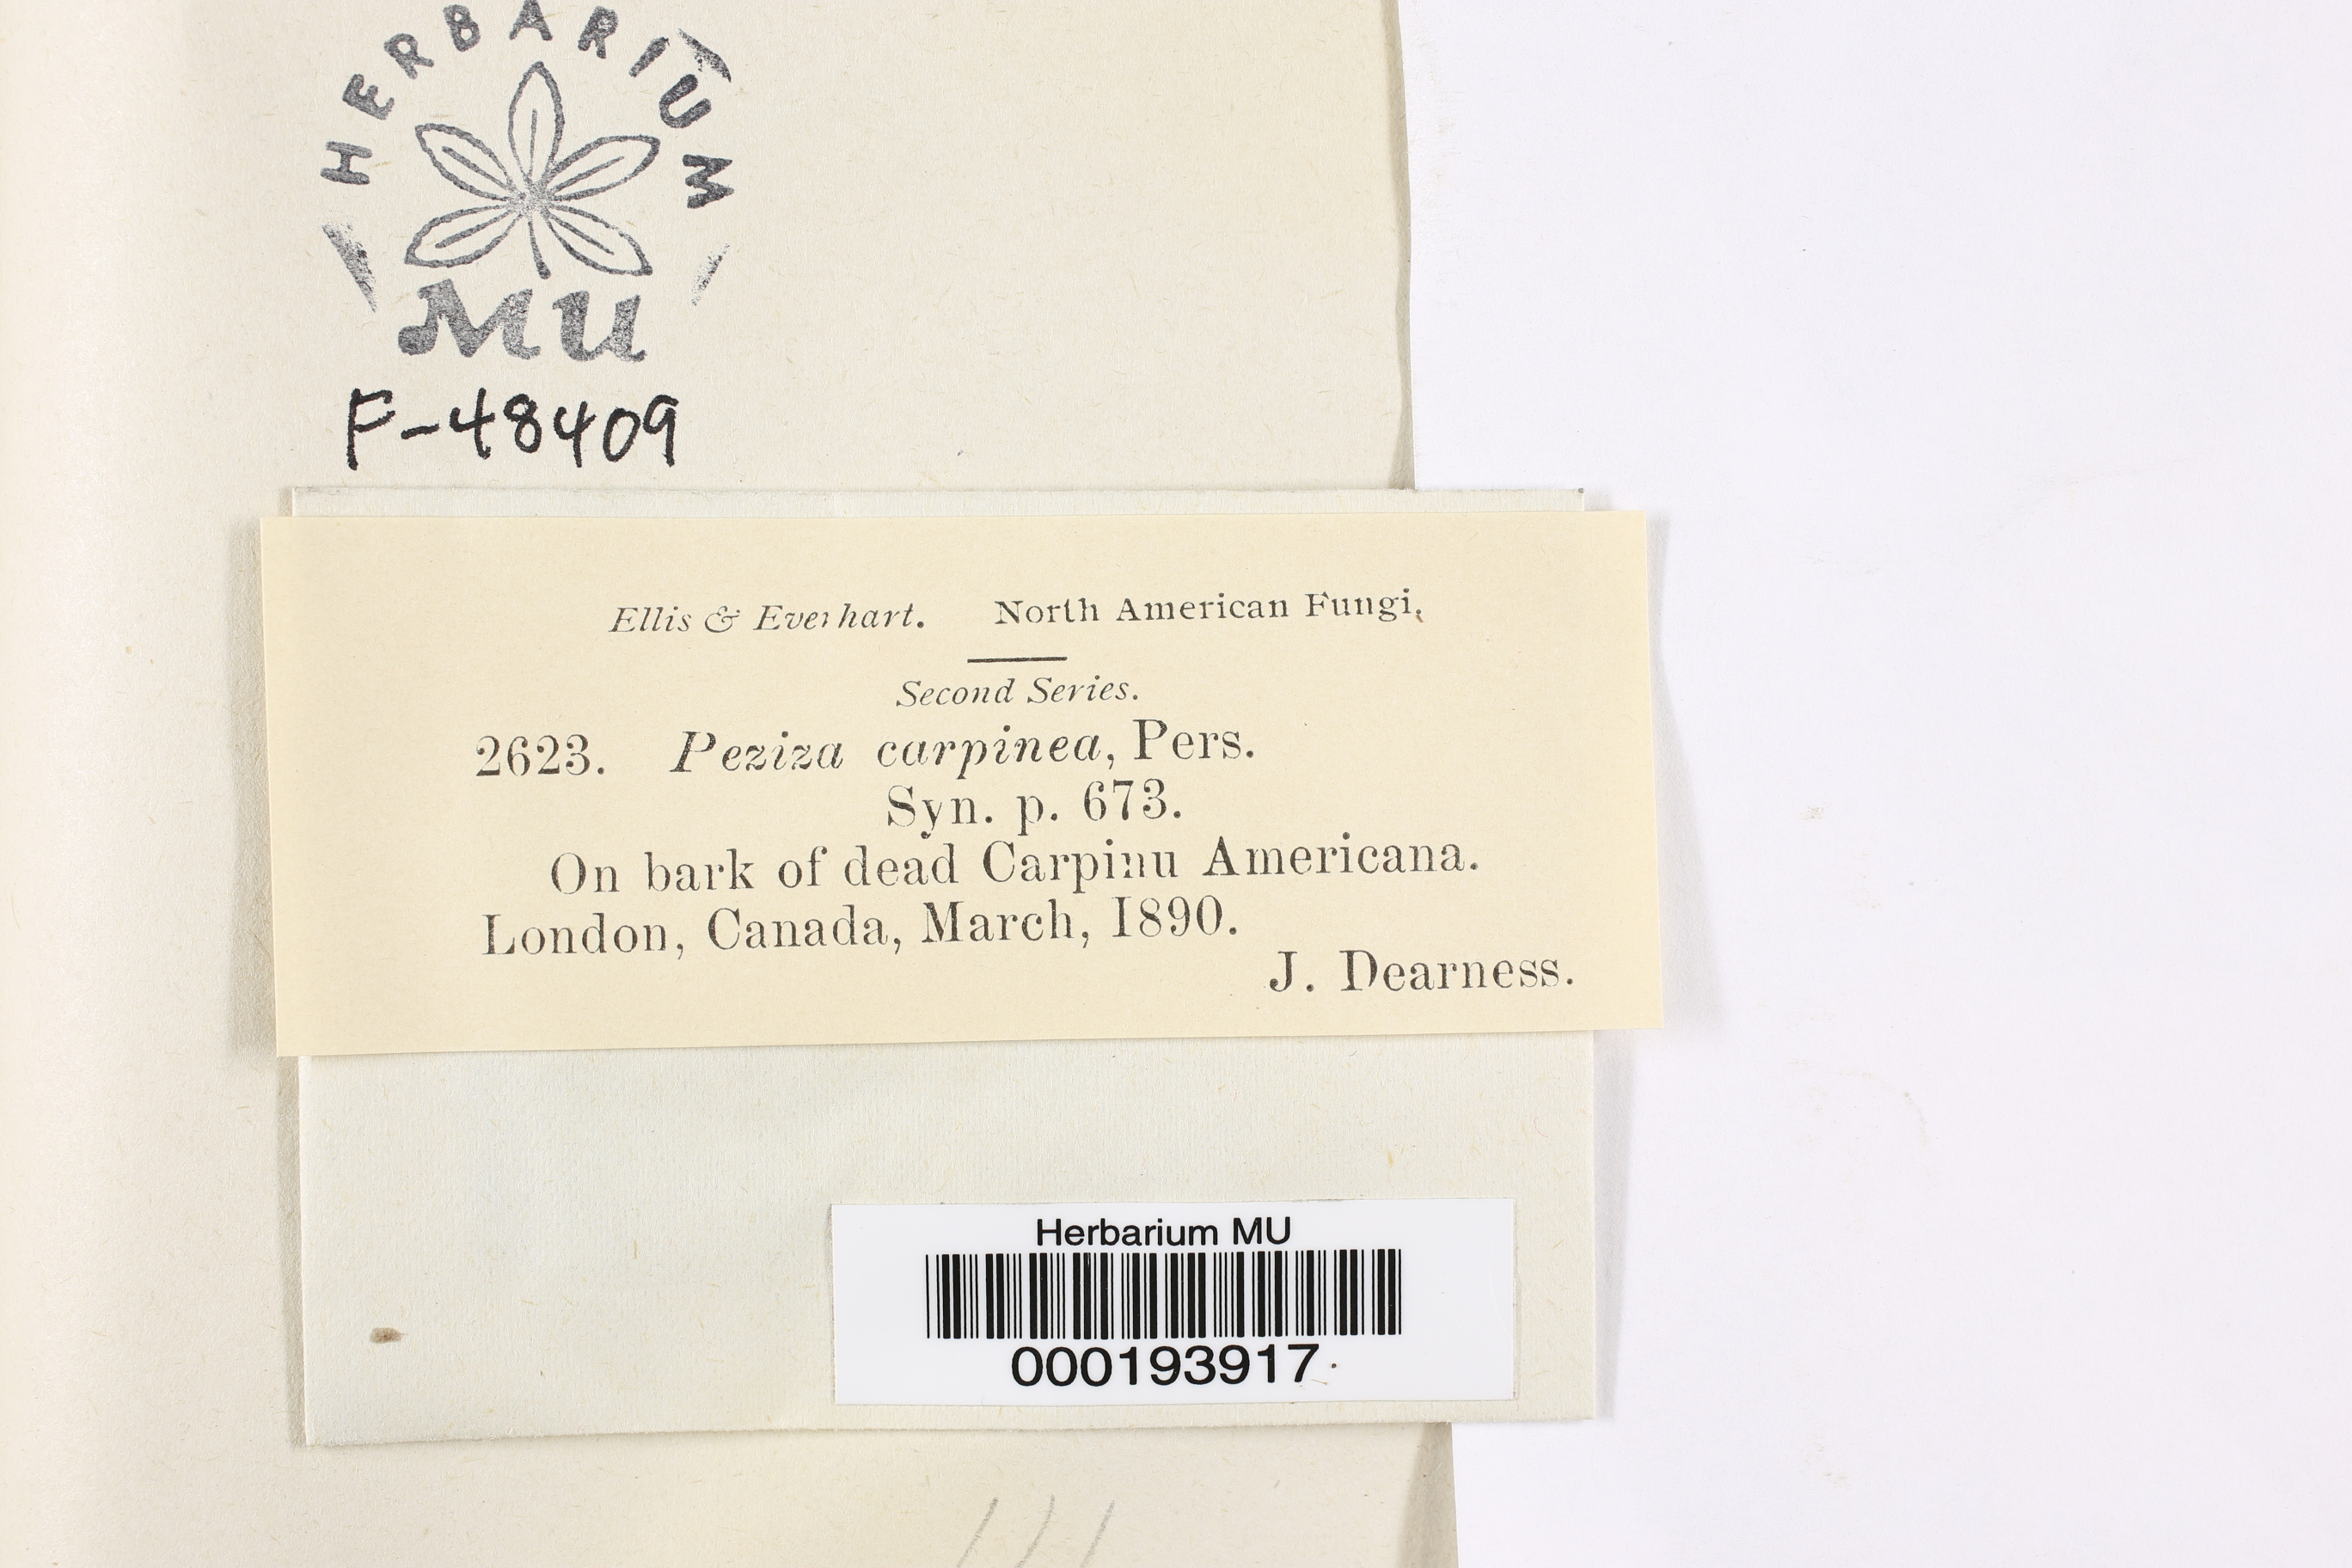 HERBARIUM
MU
F-48409
Ellis & Everhart. North American Fungi,
Second Series.
2623. Peziza carpinea, Pers.
Syn. p. 673.
On bark of dead Carpinu Americana.
London, Canada, March, 1890.
J. Dearness.
Herbarium MU
000193917